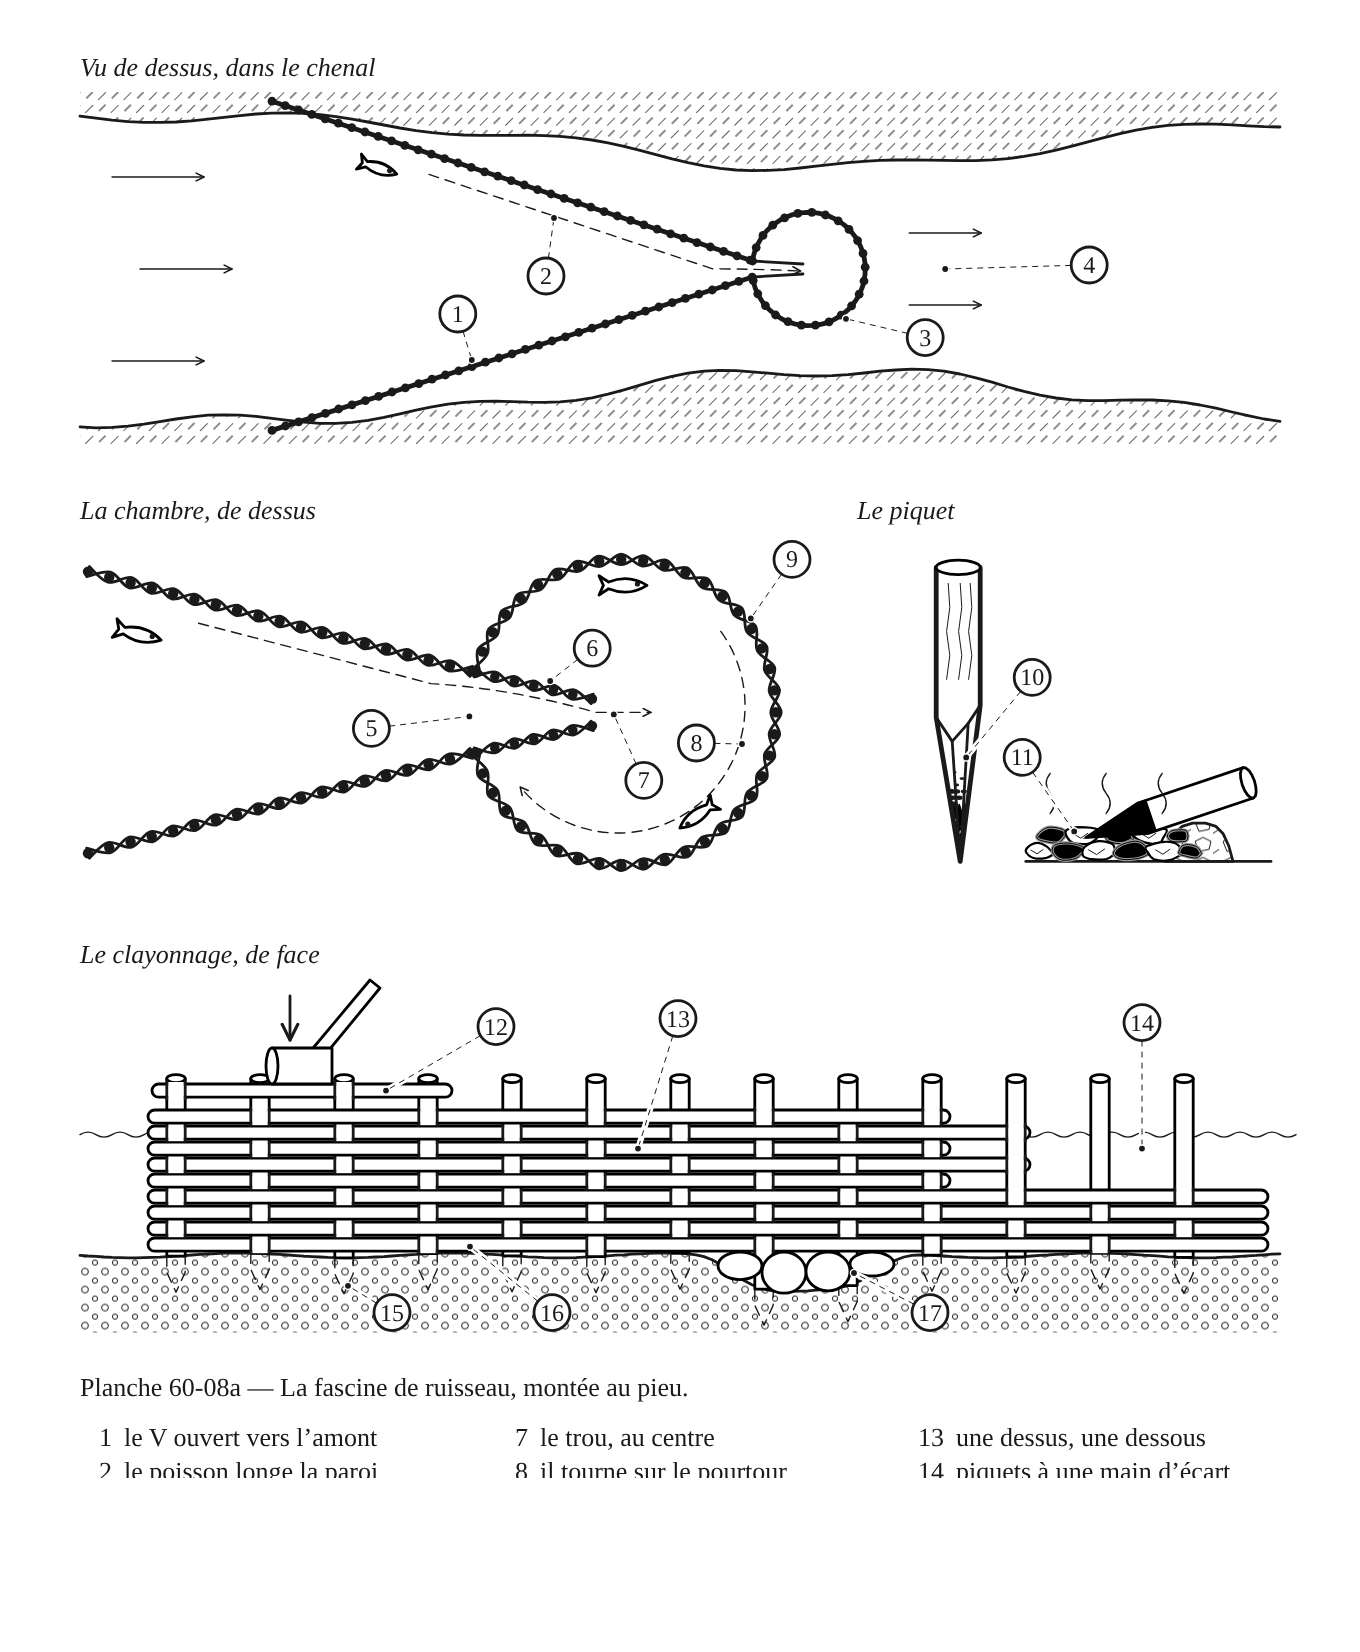 Vu de dessus, dans le chenal
2
4
1
3
La chambre, de dessus
Le piquet
9
6
10
5
8
11
7
Le clayonnage, de face
12
13
14
15
16
17
Planche 60-08a — La fascine de ruisseau, montée au pieu.
1 le V ouvert vers l’amont
7 le trou, au centre
13 une dessus, une dessous
2 le poisson longe la paroi
8 il tourne sur le pourtour
14 piquets à une main d’écart